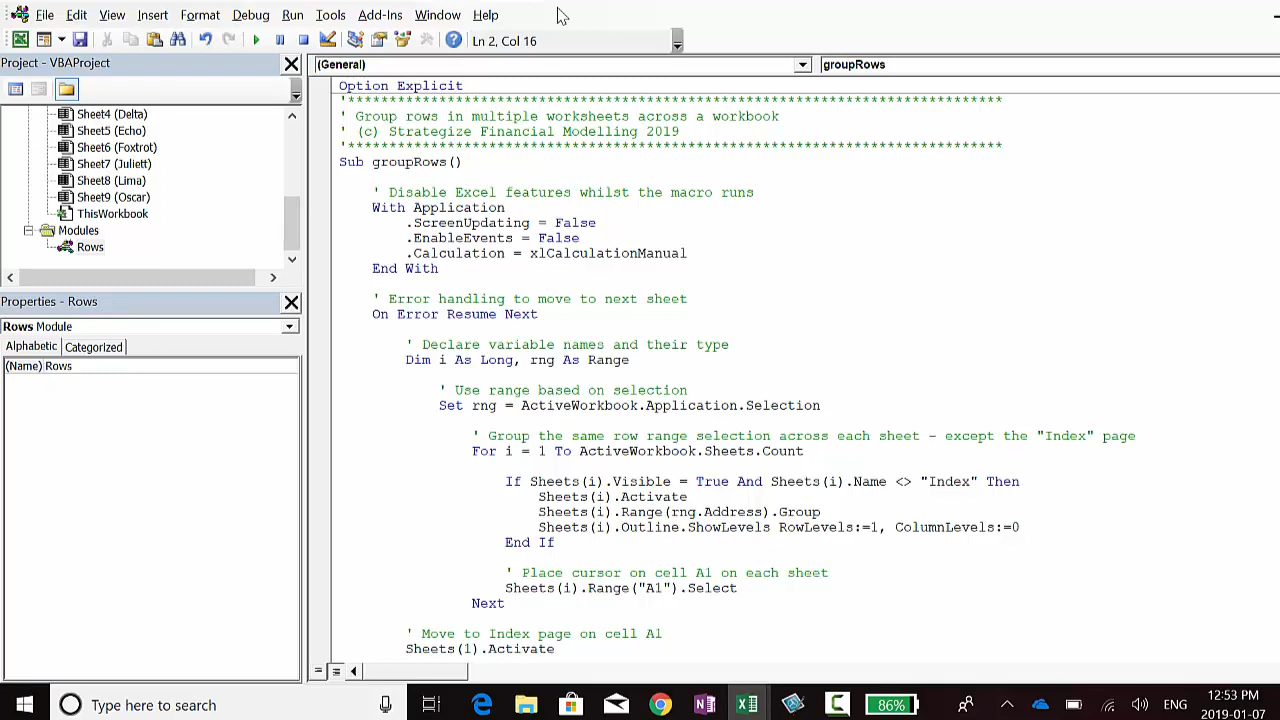 File Edit View Insert Format Debug Run Tools Add-Ins Window Help
Ln 2, Col 16
Project - VBAProject
(General)
groupRows
Sheet4 (Delta)
Sheet5 (Echo)
Sheet6 (Foxtrot)
Sheet7 (Juliett)
Sheet8 (Lima)
Sheet9 (Oscar)
ThisWorkbook
Modules
Rows
Properties - Rows
Rows Module
Alphabetic Categorized
(Name) Rows
Option Explicit
'********************************************************************************
' Group rows in multiple worksheets across a workbook
' (c) Strategize Financial Modelling 2019
'********************************************************************************
Sub groupRows()
' Disable Excel features whilst the macro runs
With Application
.ScreenUpdating = False
.EnableEvents = False
.Calculation = xlCalculationManual
End With
' Error handling to move to next sheet
On Error Resume Next
' Declare variable names and their type
Dim i As Long, rng As Range
' Use range based on selection
Set rng = ActiveWorkbook.Application.Selection
' Group the same row range selection across each sheet - except the "Index" page
For i = 1 To ActiveWorkbook.Sheets.Count
If Sheets(i).Visible = True And Sheets(i).Name <> "Index" Then
Sheets(i).Activate
Sheets(i).Range(rng.Address).Group
Sheets(i).Outline.ShowLevels RowLevels:=1, ColumnLevels:=0
End If
' Place cursor on cell A1 on each sheet
Sheets(i).Range("A1").Select
Next
' Move to Index page on cell A1
Sheets(1).Activate
Type here to search
86%
ENG
12:53 PM
2019-01-07